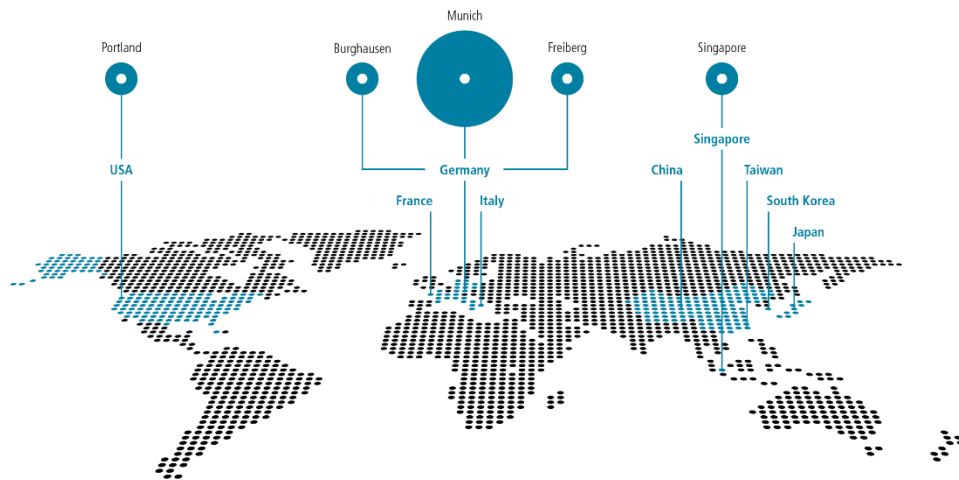 Munich
Portland
Burghausen
Freiberg
Singapore
Singapore
USA
Germany
China
Taiwan
France
Italy
South Korea
Japan